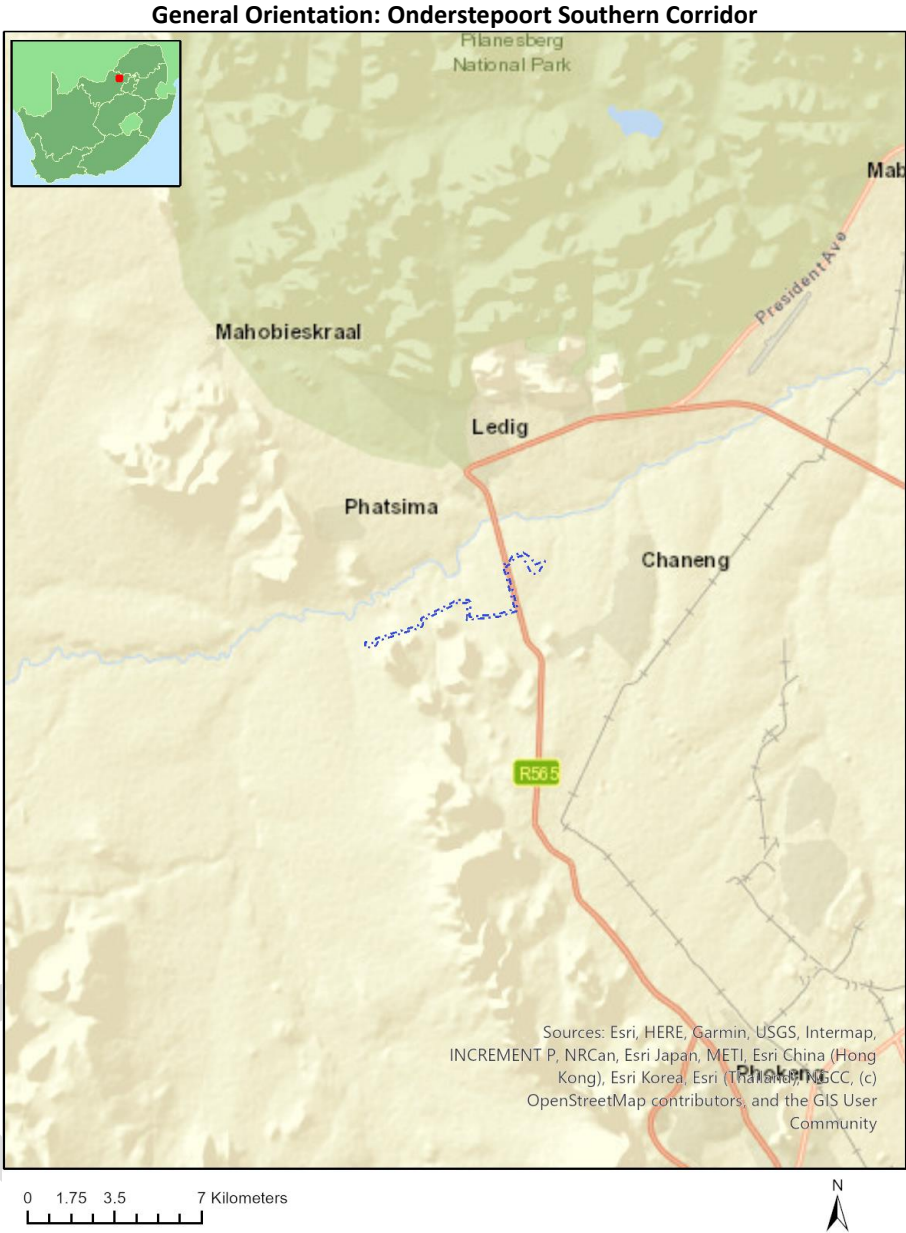 General Orientation: Onderstepoort Southern Corridor
Pilanesberg
National Park
Mab
President Ave
Mahobieskraal
Ledig
Phatsima
Chaneng
R565
Sources: Esri, HERE, Garmin, USGS, Intermap,
INCREMENT P, NRCan, Esri Japan, METI, Esri China (Hong
Kong), Esri Korea, Esri (Thailand), NGCC, (c)
OpenStreetMap contributors, and the GIS User
Community
Phokeng
0 1.75 3.5 7 Kilometers
N